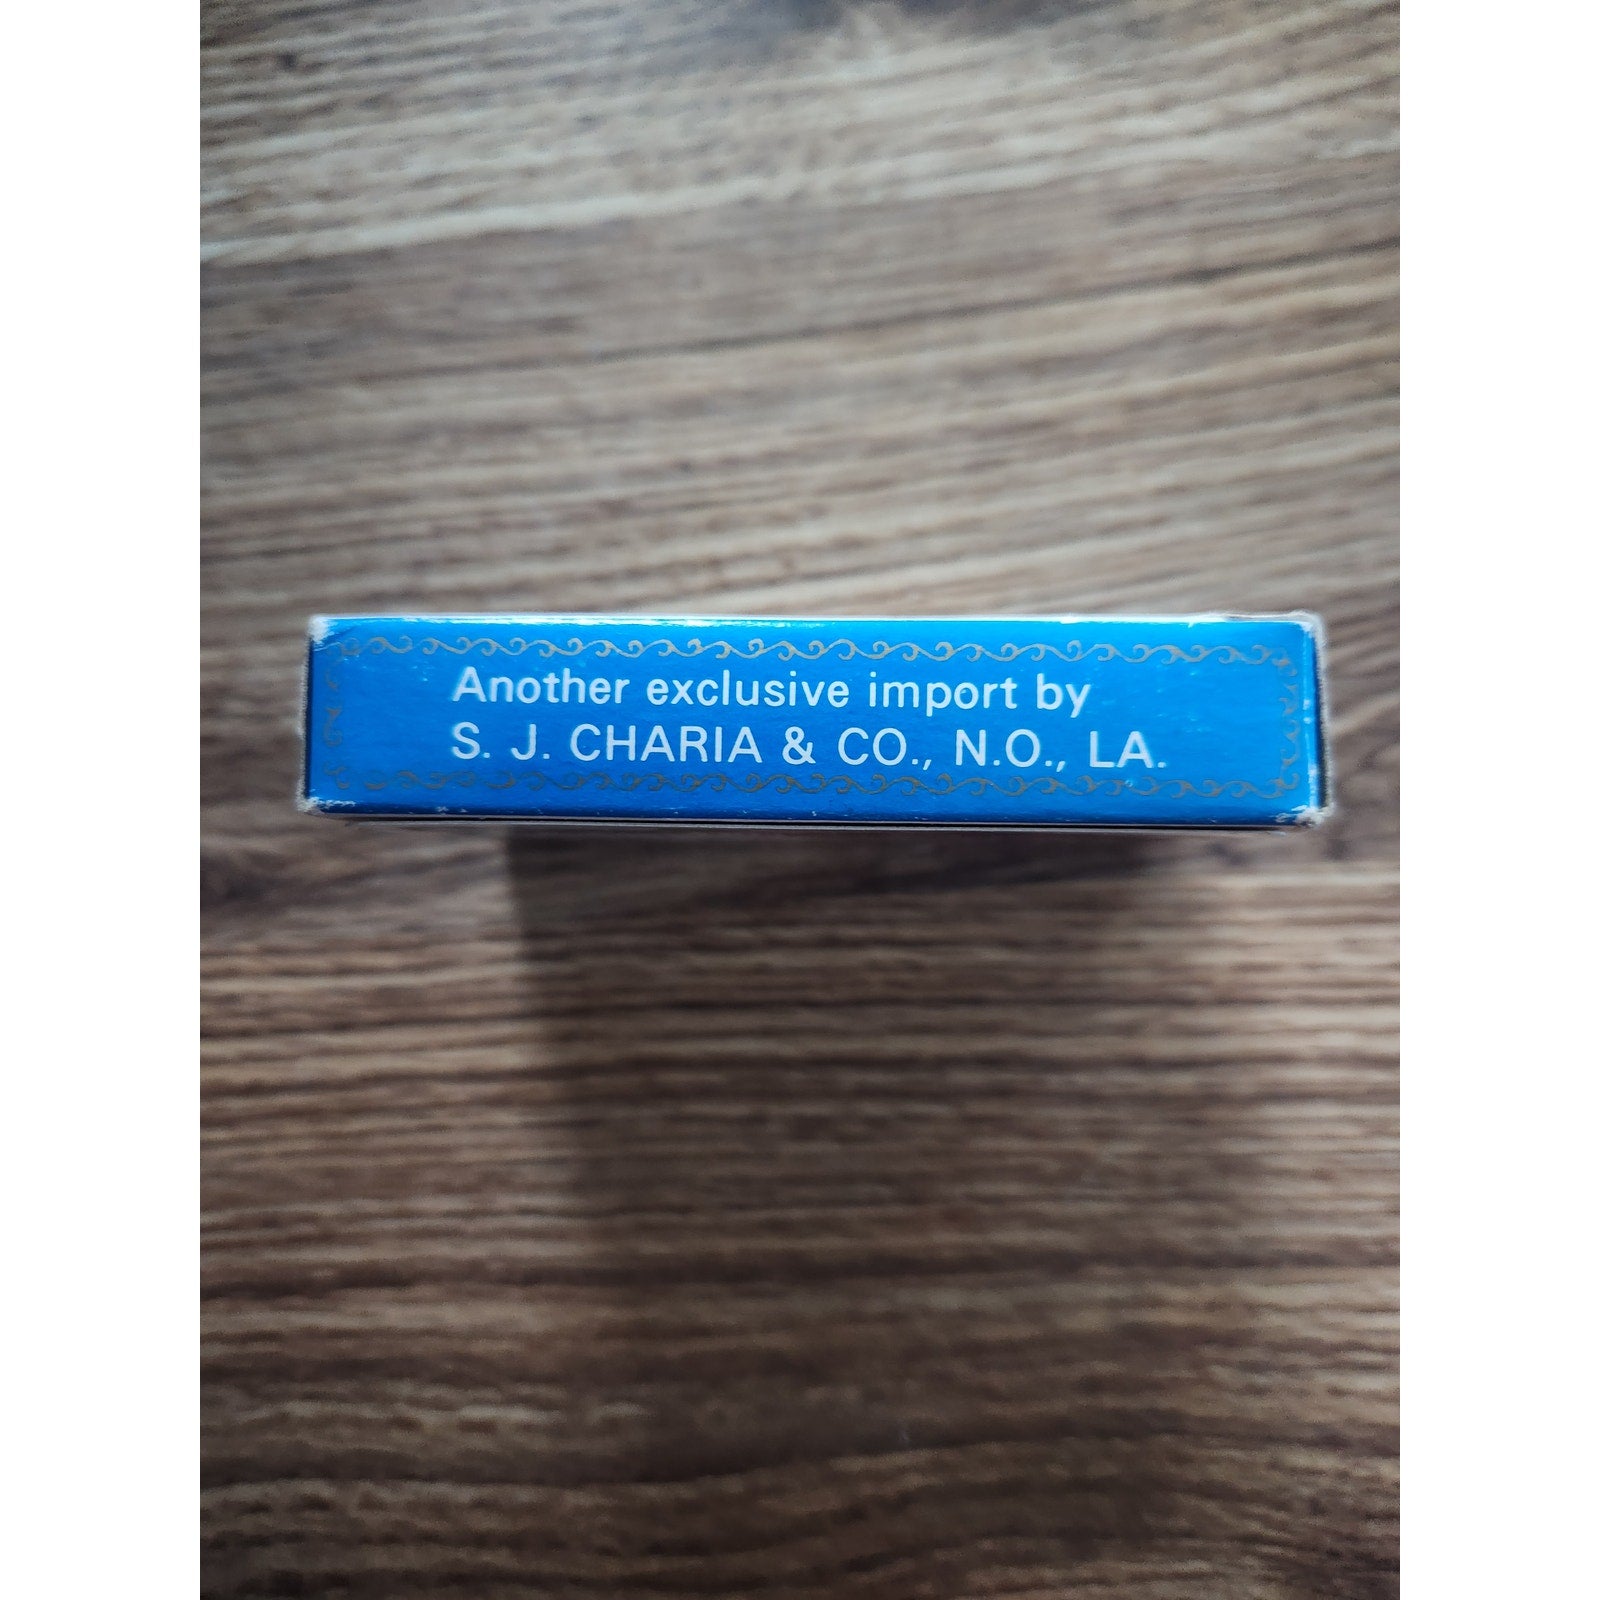 Another exclusive import by
S. J. CHARIA & CO., N.O., LA.